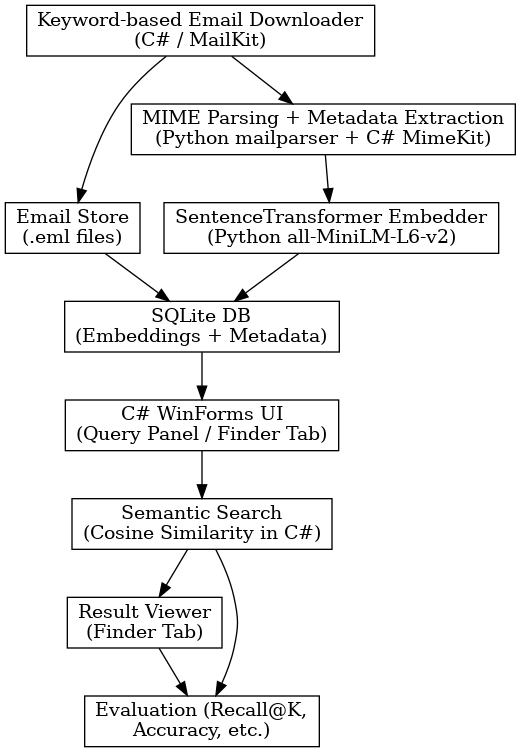 Keyword-based Email Downloader
(C# / MailKit)
MIME Parsing + Metadata Extraction
(Python mailparser + C# MimeKit)
Email Store
(.eml files)
SentenceTransformer Embedder
(Python all-MiniLM-L6-v2)
SQLite DB
(Embeddings + Metadata)
C# WinForms UI
(Query Panel / Finder Tab)
Semantic Search
(Cosine Similarity in C#)
Result Viewer
(Finder Tab)
Evaluation (Recall@K,
Accuracy, etc.)